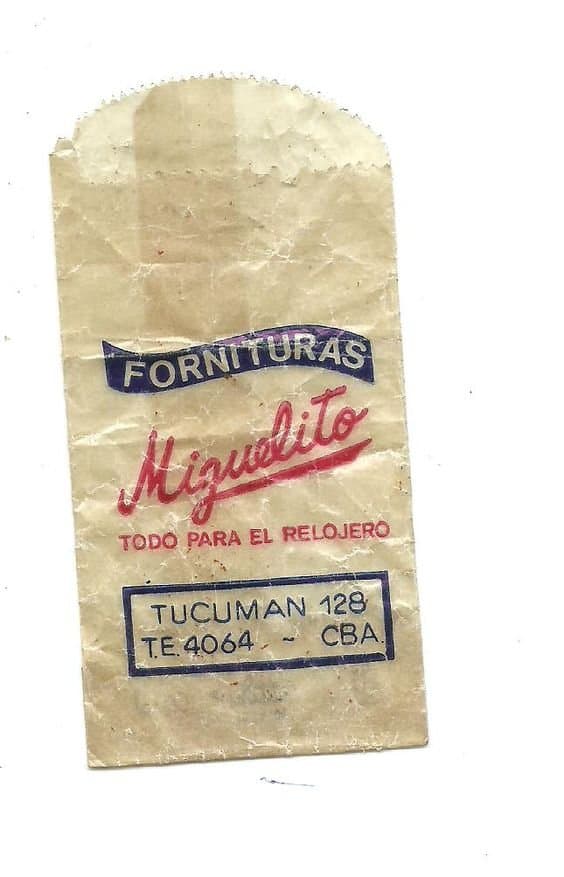 FORNITURAS
Miguelito
TODO PARA EL RELOJERO
TUCUMAN 128
T.E. 4064 - CBA.